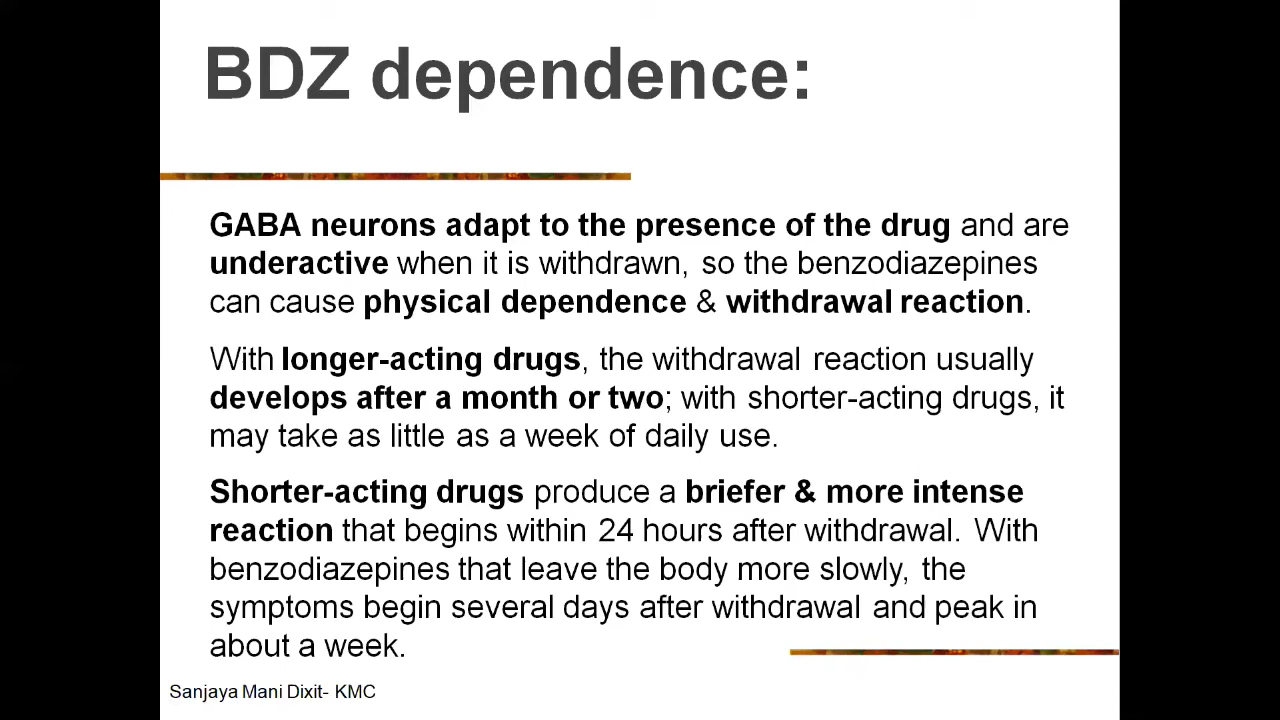 BDZ dependence:
GABA neurons adapt to the presence of the drug and are
underactive when it is withdrawn, so the benzodiazepines
can cause physical dependence & withdrawal reaction.
With longer-acting drugs, the withdrawal reaction usually
develops after a month or two; with shorter-acting drugs, it
may take as little as a week of daily use.
Shorter-acting drugs produce a briefer & more intense
reaction that begins within 24 hours after withdrawal. With
benzodiazepines that leave the body more slowly, the
symptoms begin several days after withdrawal and peak in
about a week.
Sanjaya Mani Dixit- KMC